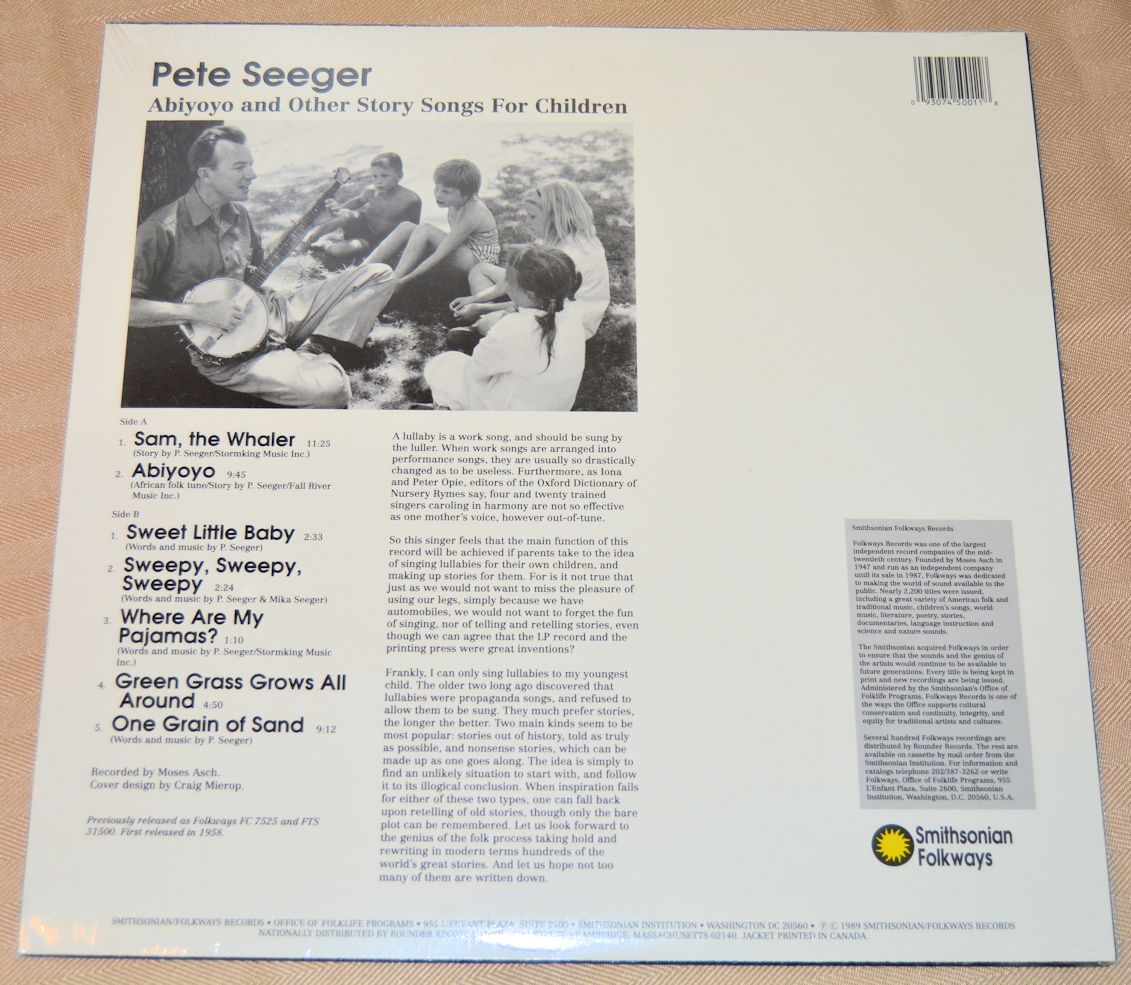 Pete Seeger
Abiyoyo and Other Story Songs For Children
0 93074 50011 8
Side A
1. Sam, the Whaler 11:25
(Story by P. Seeger/Stormking Music Inc.)
2. Abiyoyo 9:45
(African folk tune/Story by P. Seeger/Fall River
Music Inc.)
Side B
1. Sweet Little Baby 2:33
(Words and music by P. Seeger)
2. Sweepy, Sweepy,
Sweepy 2:24
(Words and music by P. Seeger & Mika Seeger)
3. Where Are My
Pajamas? 1:10
(Words and music by P. Seeger/Stormking Music
Inc.)
4. Green Grass Grows All
Around 4:50
5. One Grain of Sand 9:12
(Words and music by P. Seeger)
Recorded by Moses Asch.
Cover design by Craig Mierop.
Previously released as Folkways FC 7525 and FTS
31500. First released in 1958.
A lullaby is a work song, and should be sung by
the luller. When work songs are arranged into
performance songs, they are usually so drastically
changed as to be useless. Furthermore, as Iona
and Peter Opie, editors of the Oxford Dictionary of
Nursery Rymes say, four and twenty trained
singers caroling in harmony are not so effective
as one mother's voice, however out-of-tune.
So this singer feels that the main function of this
record will be achieved if parents take to the idea
of singing lullabies for their own children, and
making up stories for them. For is it not true that
just as we would not want to miss the pleasure of
using our legs, simply because we have
automobiles, we would not want to forget the fun
of singing, nor of telling and retelling stories, even
though we can agree that the LP record and the
printing press were great inventions?
Frankly, I can only sing lullabies to my youngest
child. The older two long ago discovered that
lullabies were propaganda songs, and refused to
allow them to be sung. They much prefer stories,
the longer the better. Two main kinds seem to be
most popular: stories out of history, told as truly
as possible, and nonsense stories, which can be
made up as one goes along. The idea is simply to
find an unlikely situation to start with, and follow
it to its illogical conclusion. When inspiration fails
for either of these two types, one can fall back
upon retelling of old stories, though only the bare
plot can be remembered. Let us look forward to
the genius of the folk process taking hold and
rewriting in modern terms hundreds of the
world's great stories. And let us hope not too
many of them are written down.
Smithsonian Folkways Records
Folkways Records was one of the largest
independent record companies of the mid-
twentieth century. Founded by Moses Asch in
1947 and run as an independent company
until its sale in 1987, Folkways was dedicated
to making the world of sound available to the
public. Nearly 2,200 titles were issued,
including a great variety of American folk and
traditional music, children's songs, world
music, literature, poetry, stories,
documentaries, language instruction and
science and nature sounds.
The Smithsonian acquired Folkways in order
to ensure that the sounds and the genius of
the artists would continue to be available to
future generations. Every title is being kept in
print and new recordings are being issued.
Administered by the Smithsonian's Office of
Folklife Programs, Folkways Records is one of
the ways the Office supports cultural
conservation and continuity, integrity, and
equity for traditional artists and cultures.
Several hundred Folkways recordings are
distributed by Rounder Records. The rest are
available on cassette by mail order from the
Smithsonian Institution. For information and
catalogs telephone 202/387-3262 or write
Folkways, Office of Folklife Programs, 955
L'Enfant Plaza, Suite 2600, Smithsonian
Institution, Washington, D.C. 20560, U.S.A.
Smithsonian
Folkways
SMITHSONIAN/FOLKWAYS RECORDS • OFFICE OF FOLKLIFE PROGRAMS • 955 L'ENFANT PLAZA, SUITE 2600 • SMITHSONIAN INSTITUTION • WASHINGTON DC 20560 • ℗ © 1989 SMITHSONIAN/FOLKWAYS RECORDS
NATIONALLY DISTRIBUTED BY ROUNDER CAMBRIDGE, MASSACHUSETTS 02140. JACKET PRINTED IN CANADA.